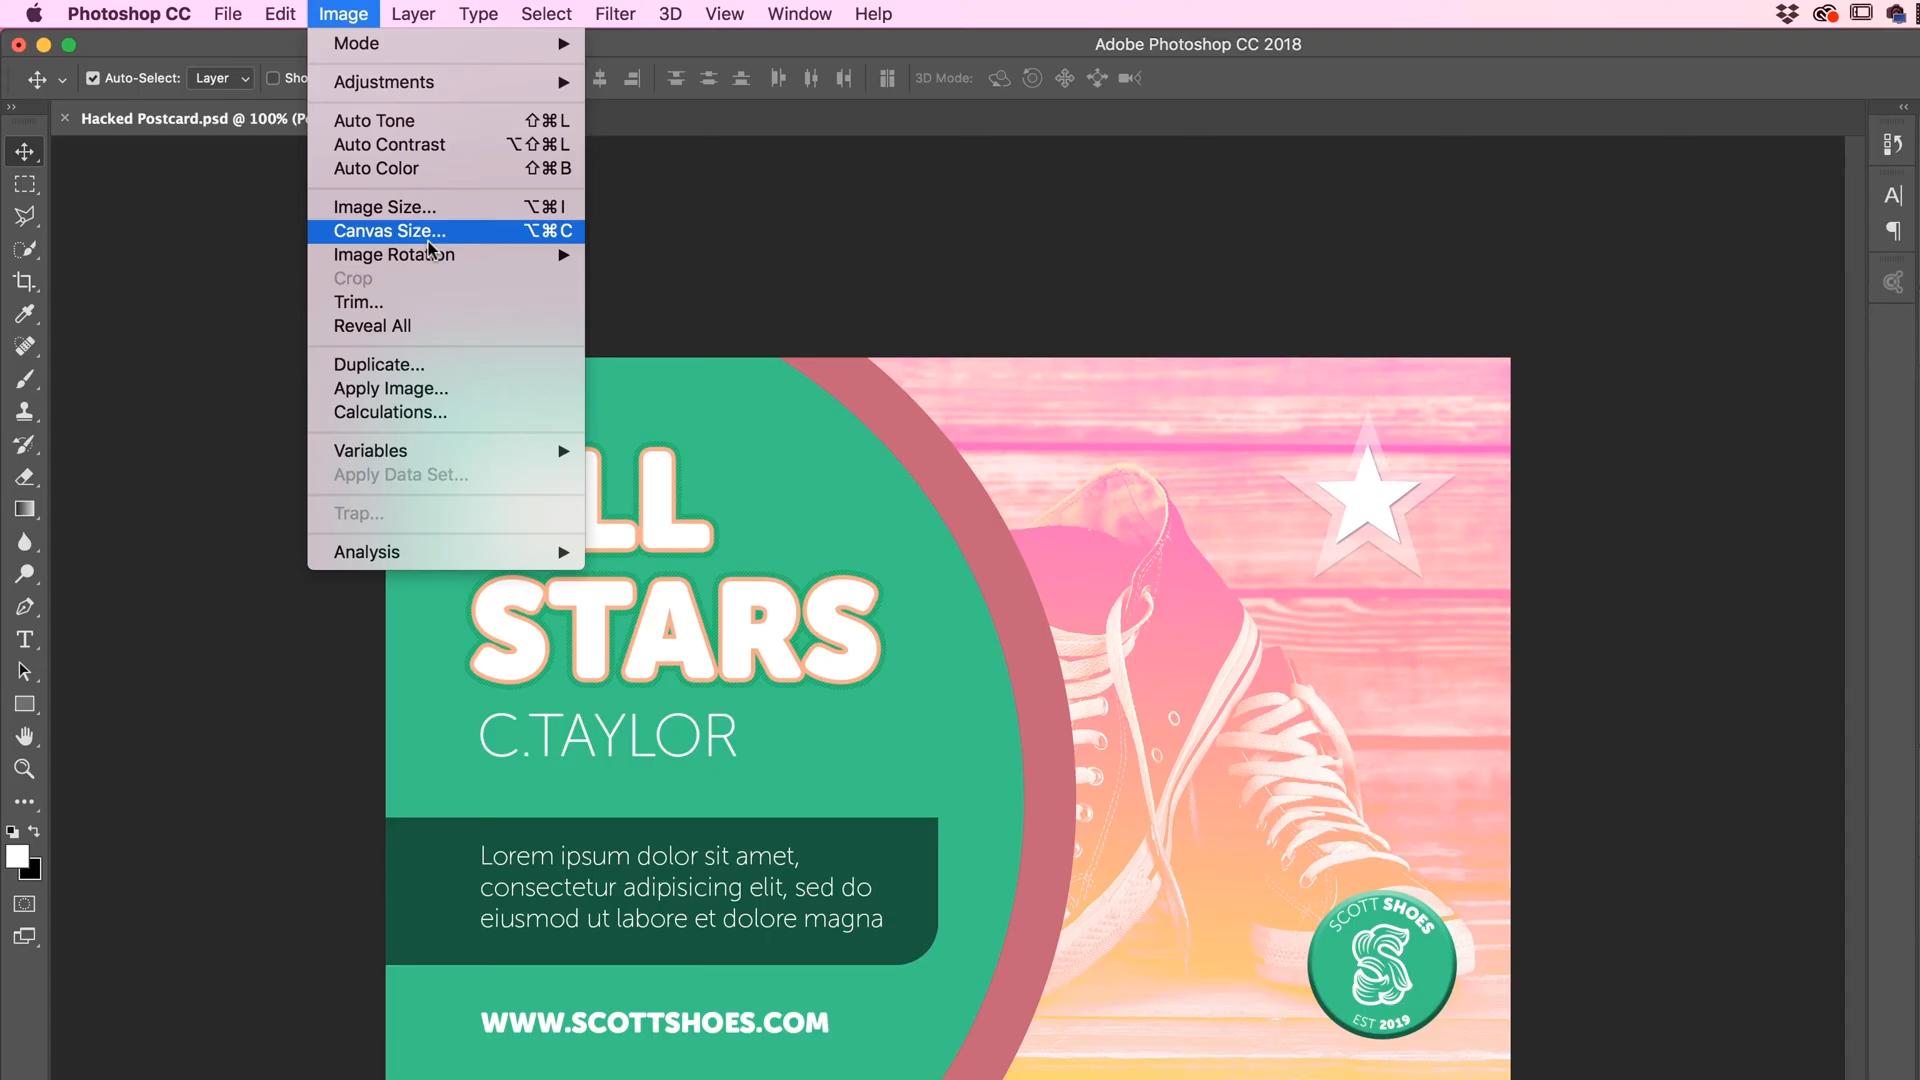 Photoshop CC File Edit Image Layer Type Select Filter 3D View Window Help
Adobe Photoshop CC 2018
Auto-Select: Layer Sho 3D Mode:
× Hacked Postcard.psd @ 100% (P
Mode
Adjustments
Auto Tone ⇧⌘L
Auto Contrast ⌥⇧⌘L
Auto Color ⇧⌘B
Image Size... ⌥⌘I
Canvas Size... ⌥⌘C
Image Rotation
Crop
Trim...
Reveal All
Duplicate...
Apply Image...
Calculations...
Variables
Apply Data Set...
Trap...
Analysis
LL
STARS
C.TAYLOR
Lorem ipsum dolor sit amet,
consectetur adipisicing elit, sed do
eiusmod ut labore et dolore magna
WWW.SCOTTSHOES.COM
SCOTT SHOES
S
EST 2019